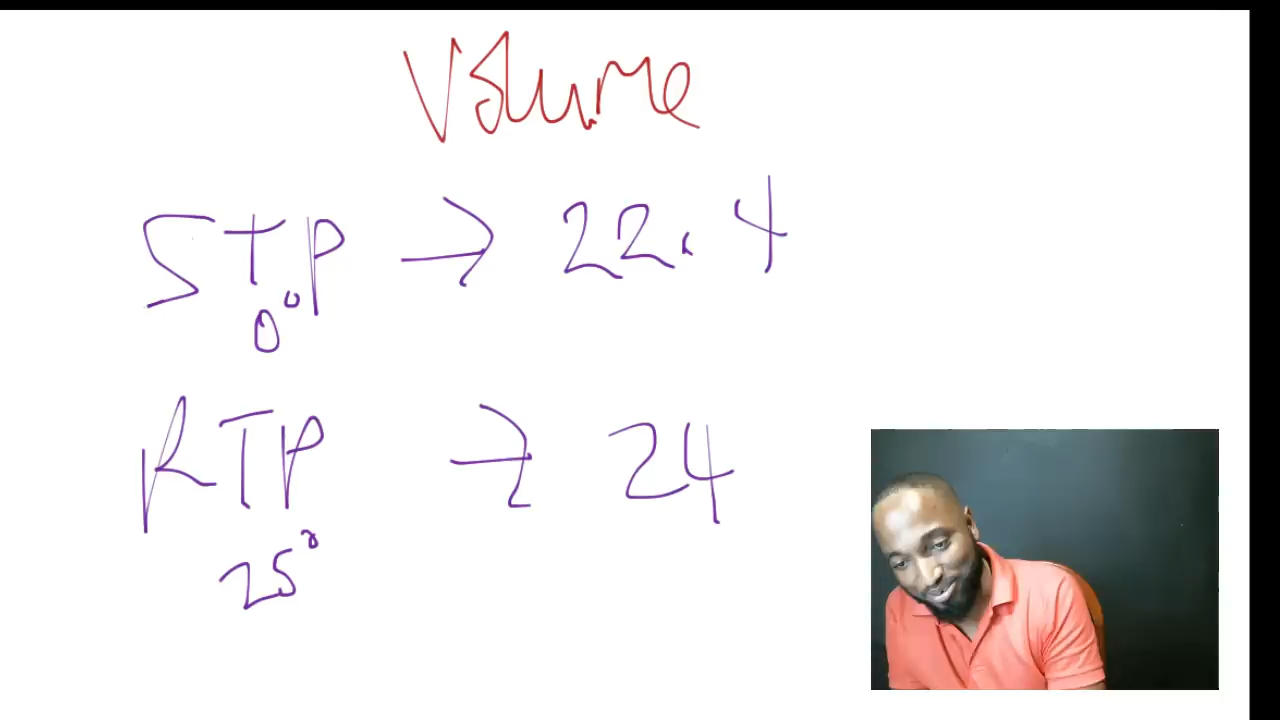 Volume
STP → 22.4
0°
RTP → 24
25°